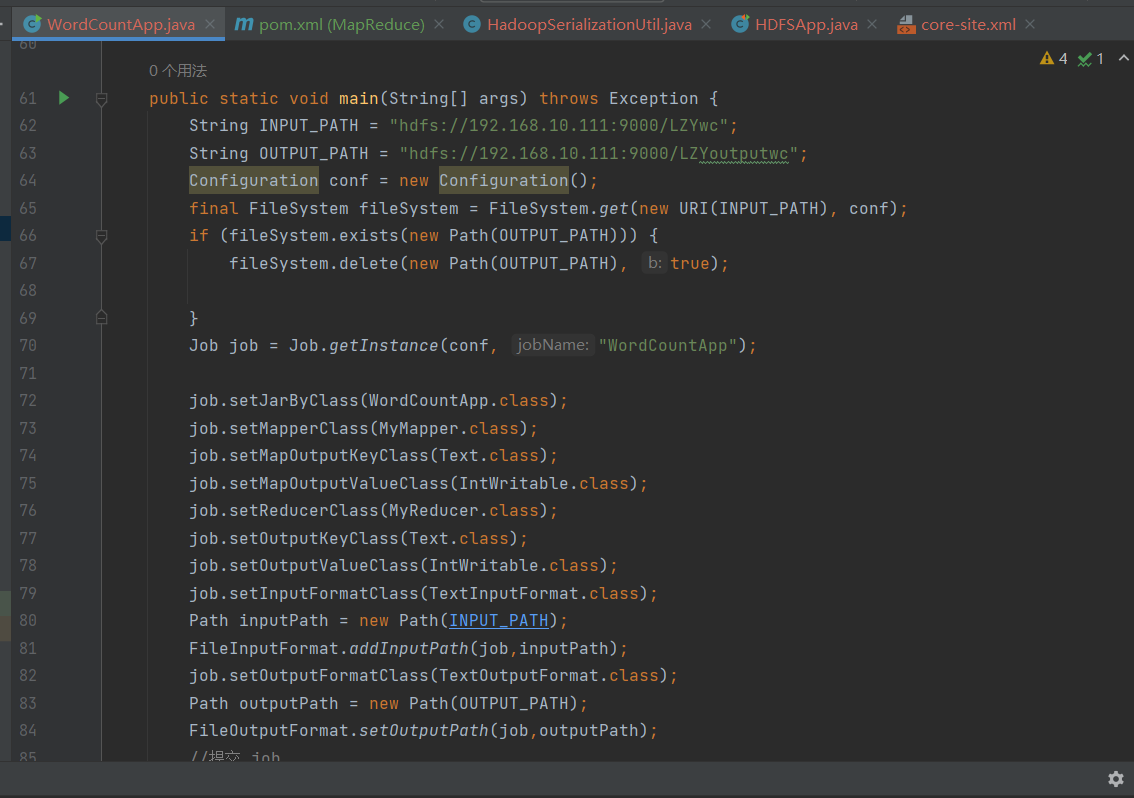 WordCountApp.java
pom.xml (MapReduce)
HadoopSerializationUtil.java
HDFSApp.java
core-site.xml
60
4 1
0 个用法
61 public static void main(String[] args) throws Exception {
62 String INPUT_PATH = "hdfs://192.168.10.111:9000/LZYwc";
63 String OUTPUT_PATH = "hdfs://192.168.10.111:9000/LZYoutputwc";
64 Configuration conf = new Configuration();
65 final FileSystem fileSystem = FileSystem.get(new URI(INPUT_PATH), conf);
66 if (fileSystem.exists(new Path(OUTPUT_PATH))) {
67 fileSystem.delete(new Path(OUTPUT_PATH), b: true);
68
69 }
70 Job job = Job.getInstance(conf, jobName: "WordCountApp");
71
72 job.setJarByClass(WordCountApp.class);
73 job.setMapperClass(MyMapper.class);
74 job.setMapOutputKeyClass(Text.class);
75 job.setMapOutputValueClass(IntWritable.class);
76 job.setReducerClass(MyReducer.class);
77 job.setOutputKeyClass(Text.class);
78 job.setOutputValueClass(IntWritable.class);
79 job.setInputFormatClass(TextInputFormat.class);
80 Path inputPath = new Path(INPUT_PATH);
81 FileInputFormat.addInputPath(job,inputPath);
82 job.setOutputFormatClass(TextOutputFormat.class);
83 Path outputPath = new Path(OUTPUT_PATH);
84 FileOutputFormat.setOutputPath(job,outputPath);
85 //提交 job